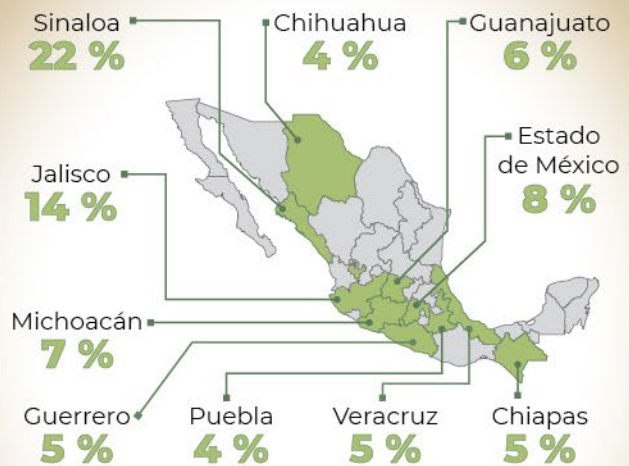 Sinaloa
22 %
Chihuahua
4 %
Guanajuato
6 %
Jalisco
14 %
Estado
de México
8 %
Michoacán
7 %
Guerrero
5 %
Puebla
4 %
Veracruz
5 %
Chiapas
5 %